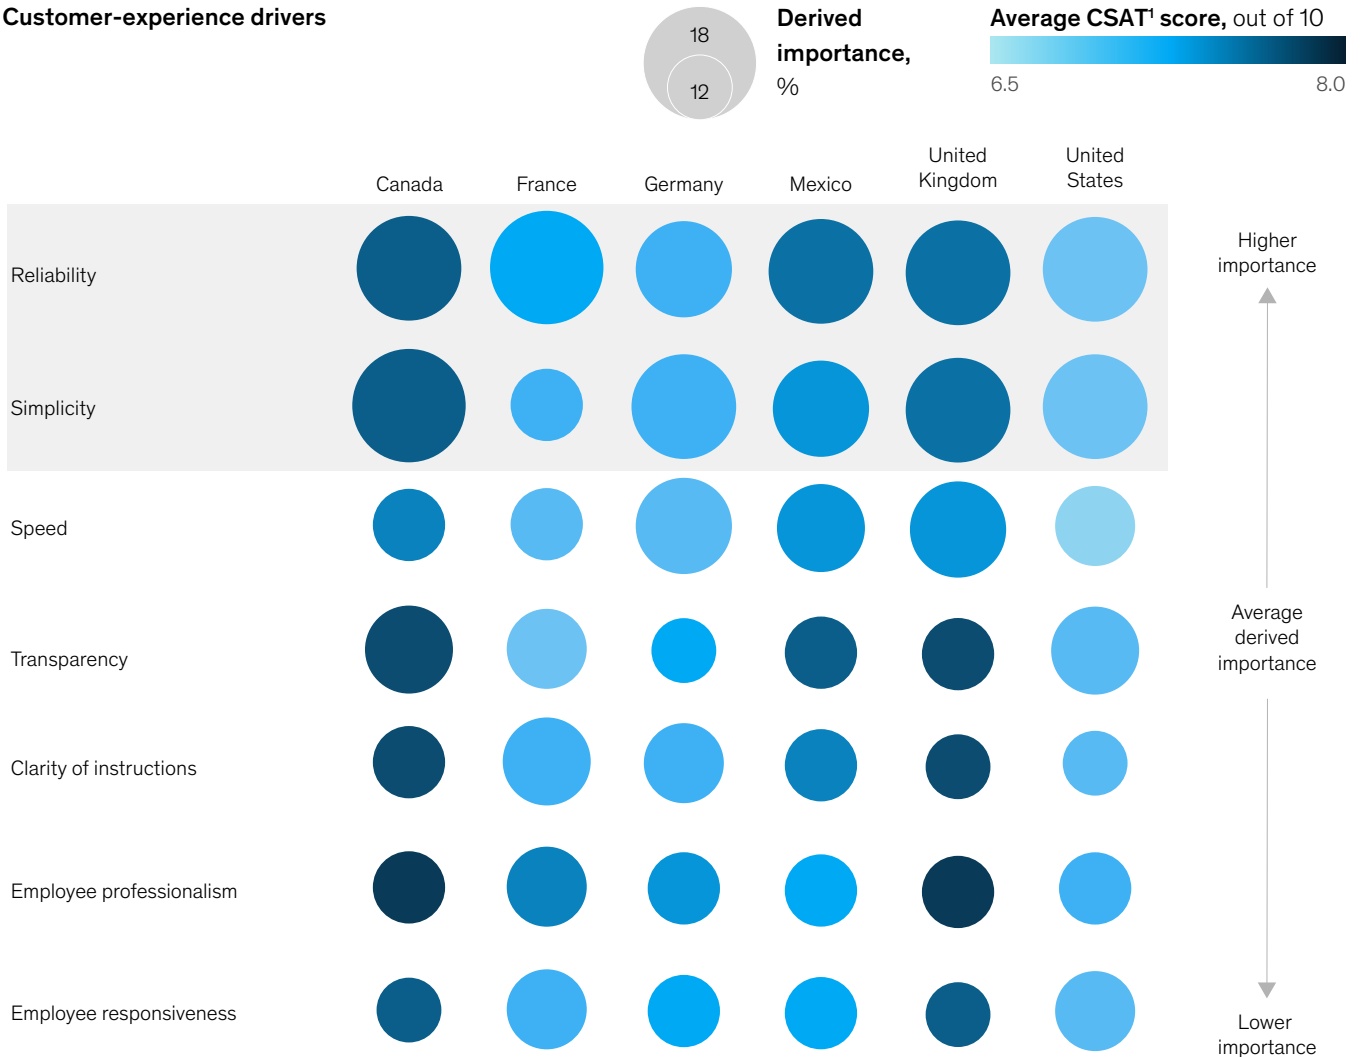 Customer-experience drivers
18
12
Derived
importance,
%
Average CSAT¹ score, out of 10
6.5 8.0
Canada France Germany Mexico United Kingdom United States
Reliability
Simplicity
Speed
Transparency
Clarity of instructions
Employee professionalism
Employee responsiveness
Higher
importance
Average
derived
importance
Lower
importance